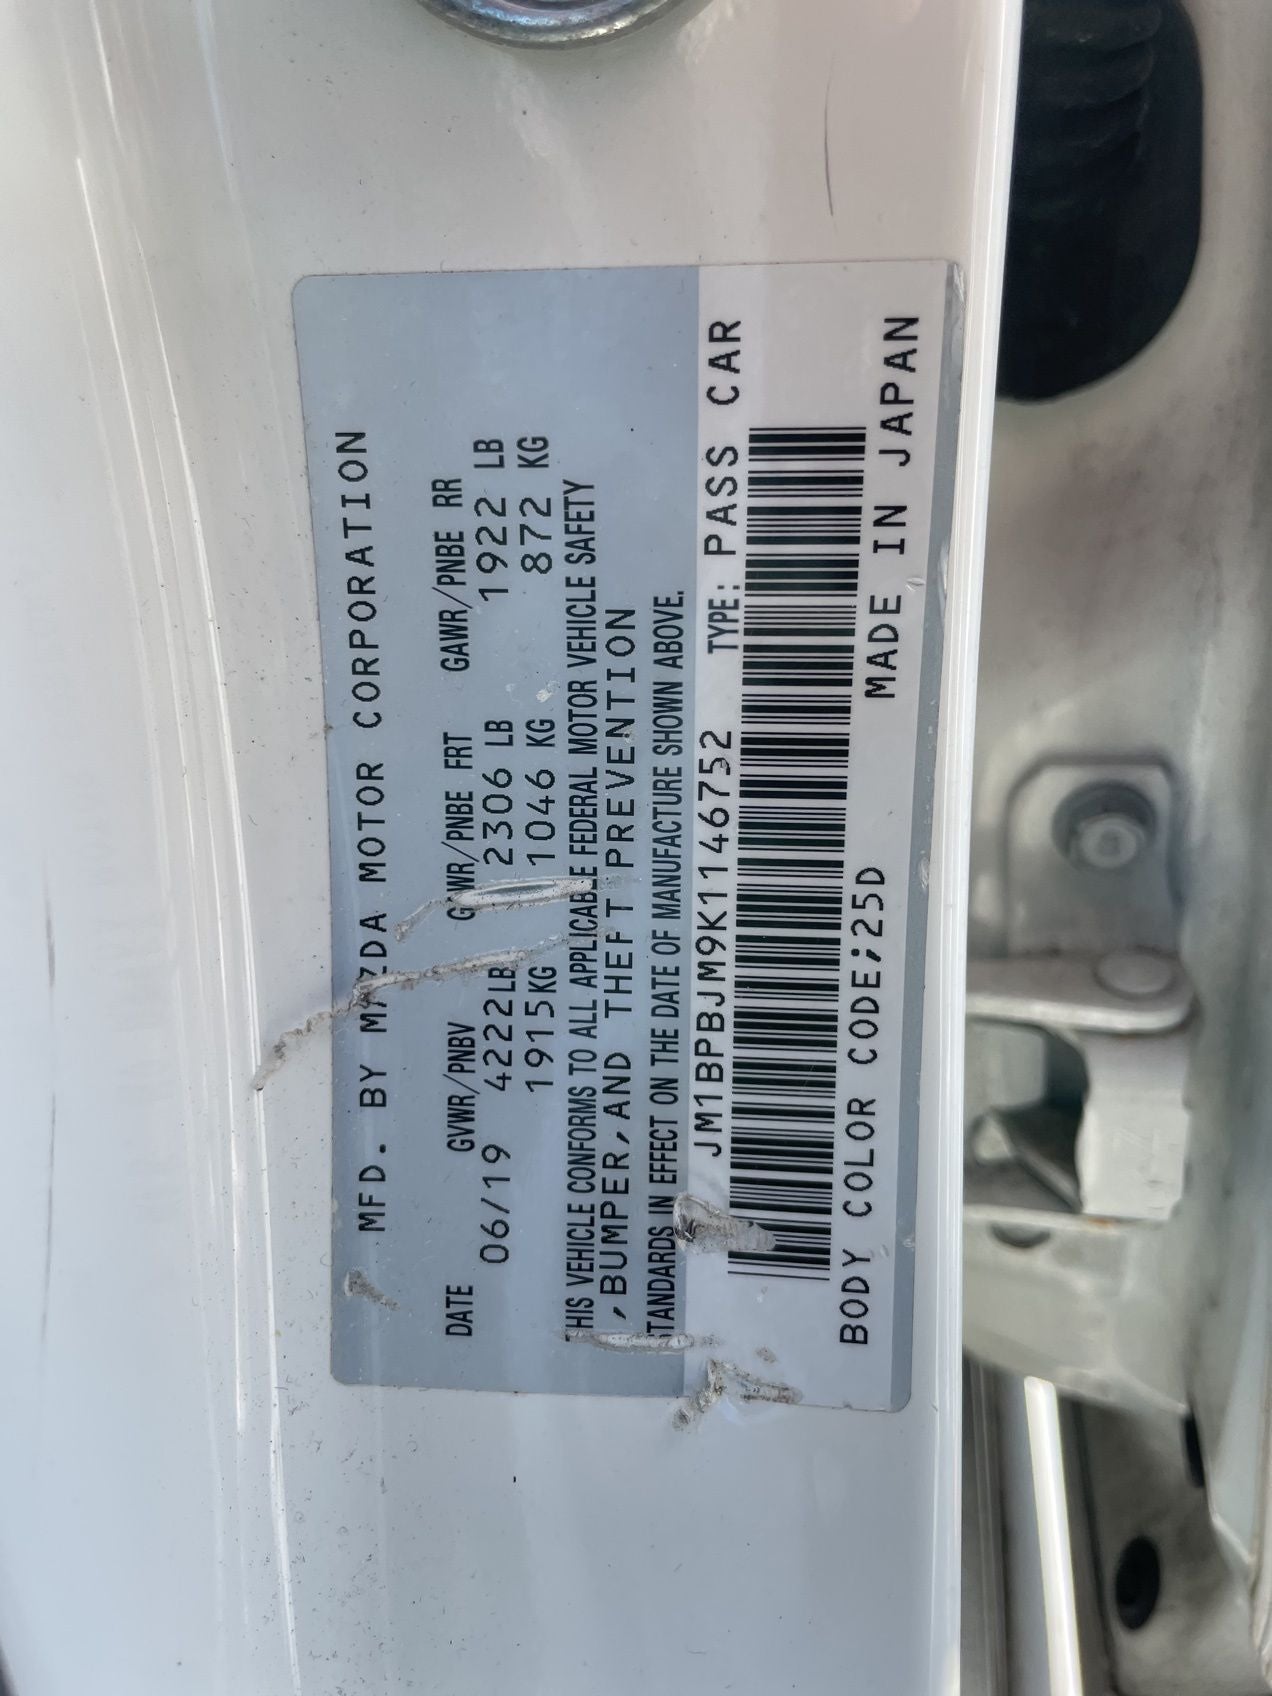 MFD. BY MAZDA MOTOR CORPORATION
DATE GVWR/PNBV GAWR/PNBE FRT GAWR/PNBE RR
06/19 4222LB 2306 LB 1922 LB
1915KG 1046 KG 872 KG
THIS VEHICLE CONFORMS TO ALL APPLICABLE FEDERAL MOTOR VEHICLE SAFETY
,BUMPER,AND THEFT PREVENTION
STANDARDS IN EFFECT ON THE DATE OF MANUFACTURE SHOWN ABOVE.
JM1BPBJM9K1146752 TYPE: PASS CAR
BODY COLOR CODE;25D MADE IN JAPAN